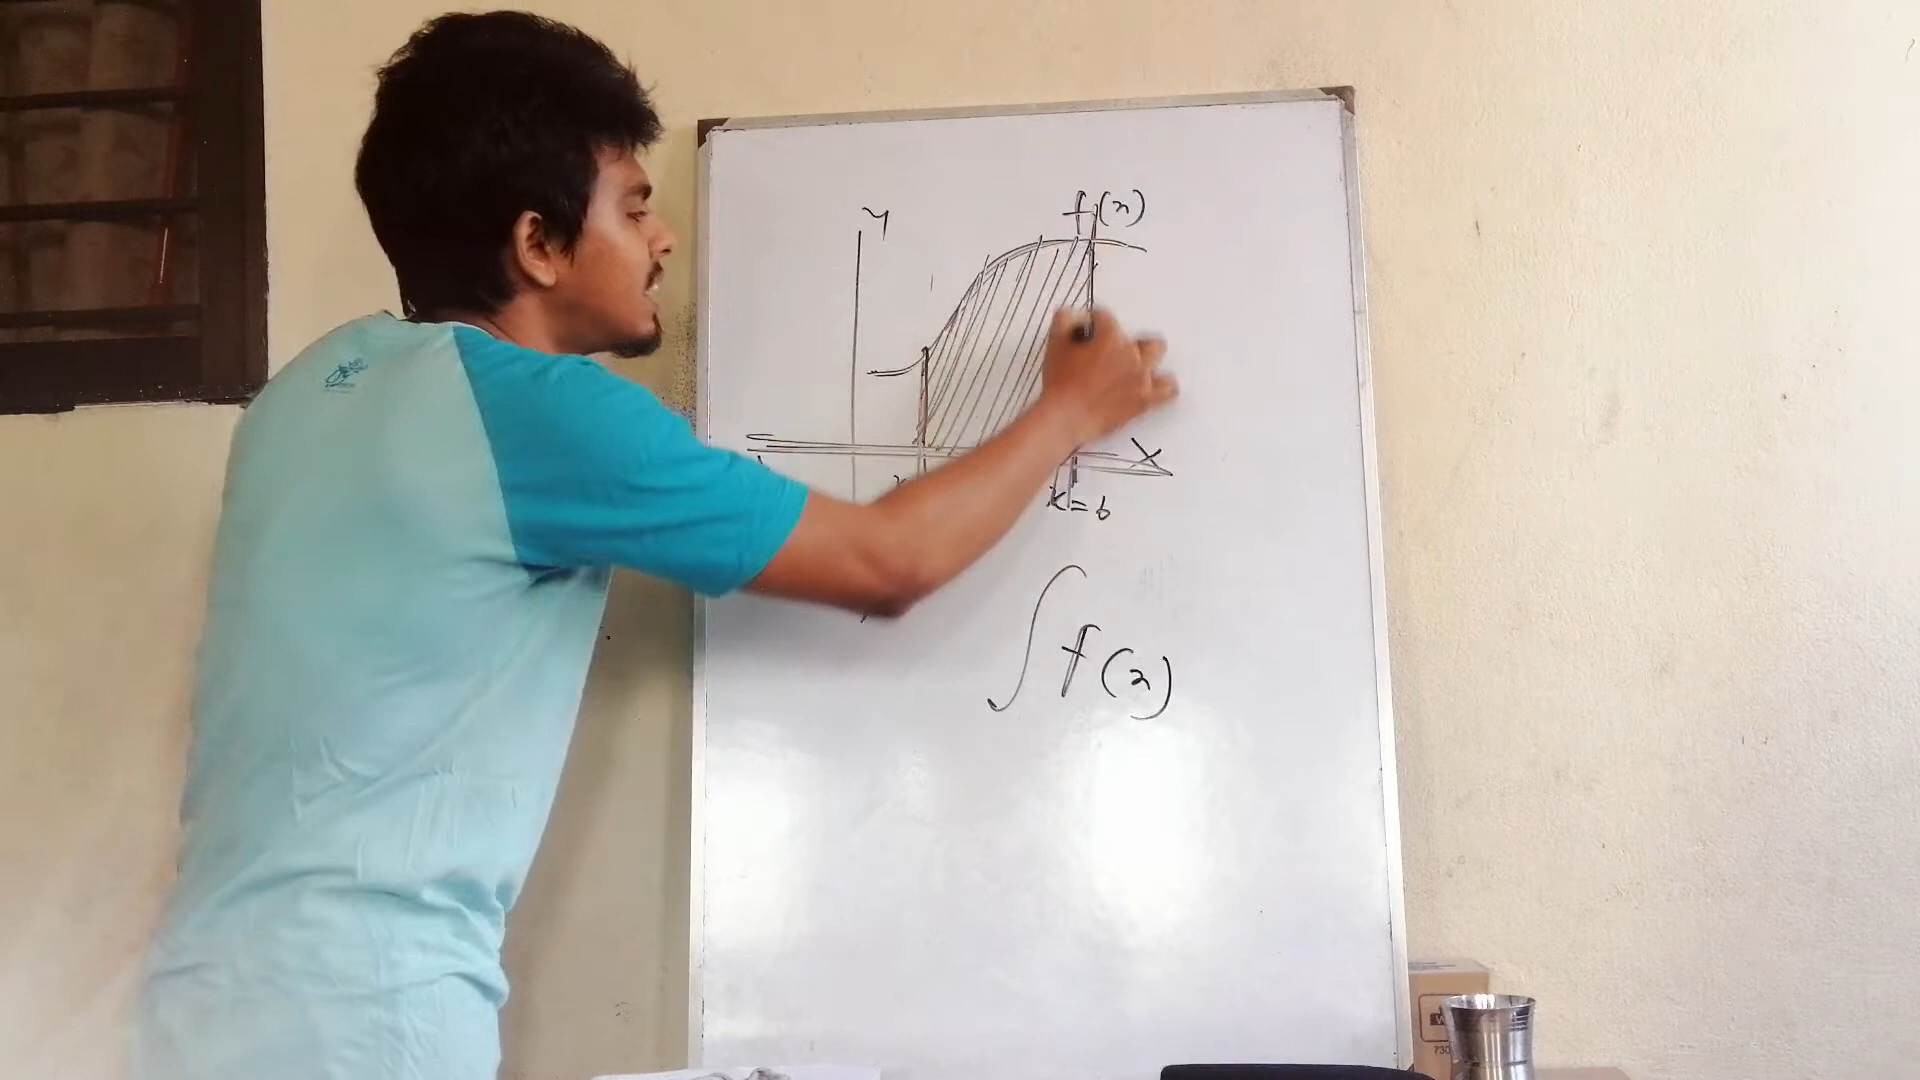 y
f(x)
x
x = b
∫ f(x)